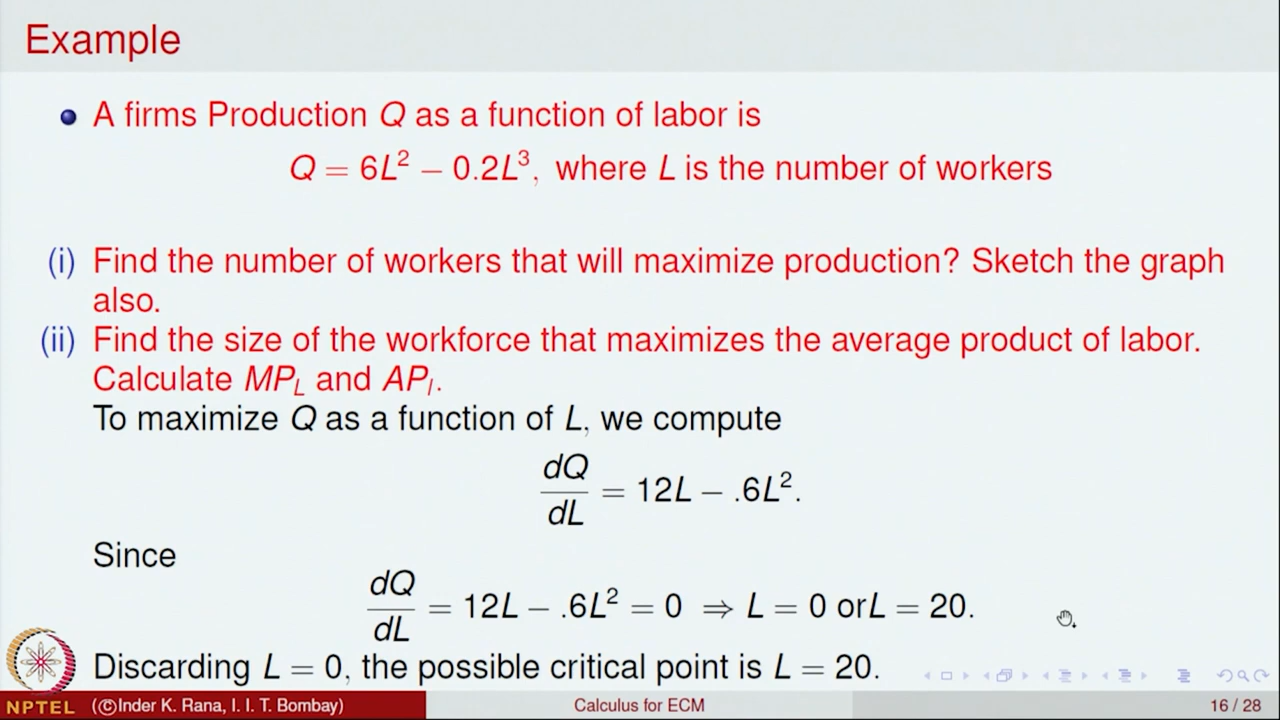 Example
A firms Production Q as a function of labor is
Q = 6L² − 0.2L³, where L is the number of workers
(i) Find the number of workers that will maximize production? Sketch the graph
also.
(ii) Find the size of the workforce that maximizes the average product of labor.
Calculate MP_L and AP_l.
To maximize Q as a function of L, we compute
dQ/dL = 12L − .6L².
Since
dQ/dL = 12L − .6L² = 0 ⇒ L = 0 orL = 20.
Discarding L = 0, the possible critical point is L = 20.
NPTEL (©Inder K. Rana, I. I. T. Bombay) Calculus for ECM 16 / 28